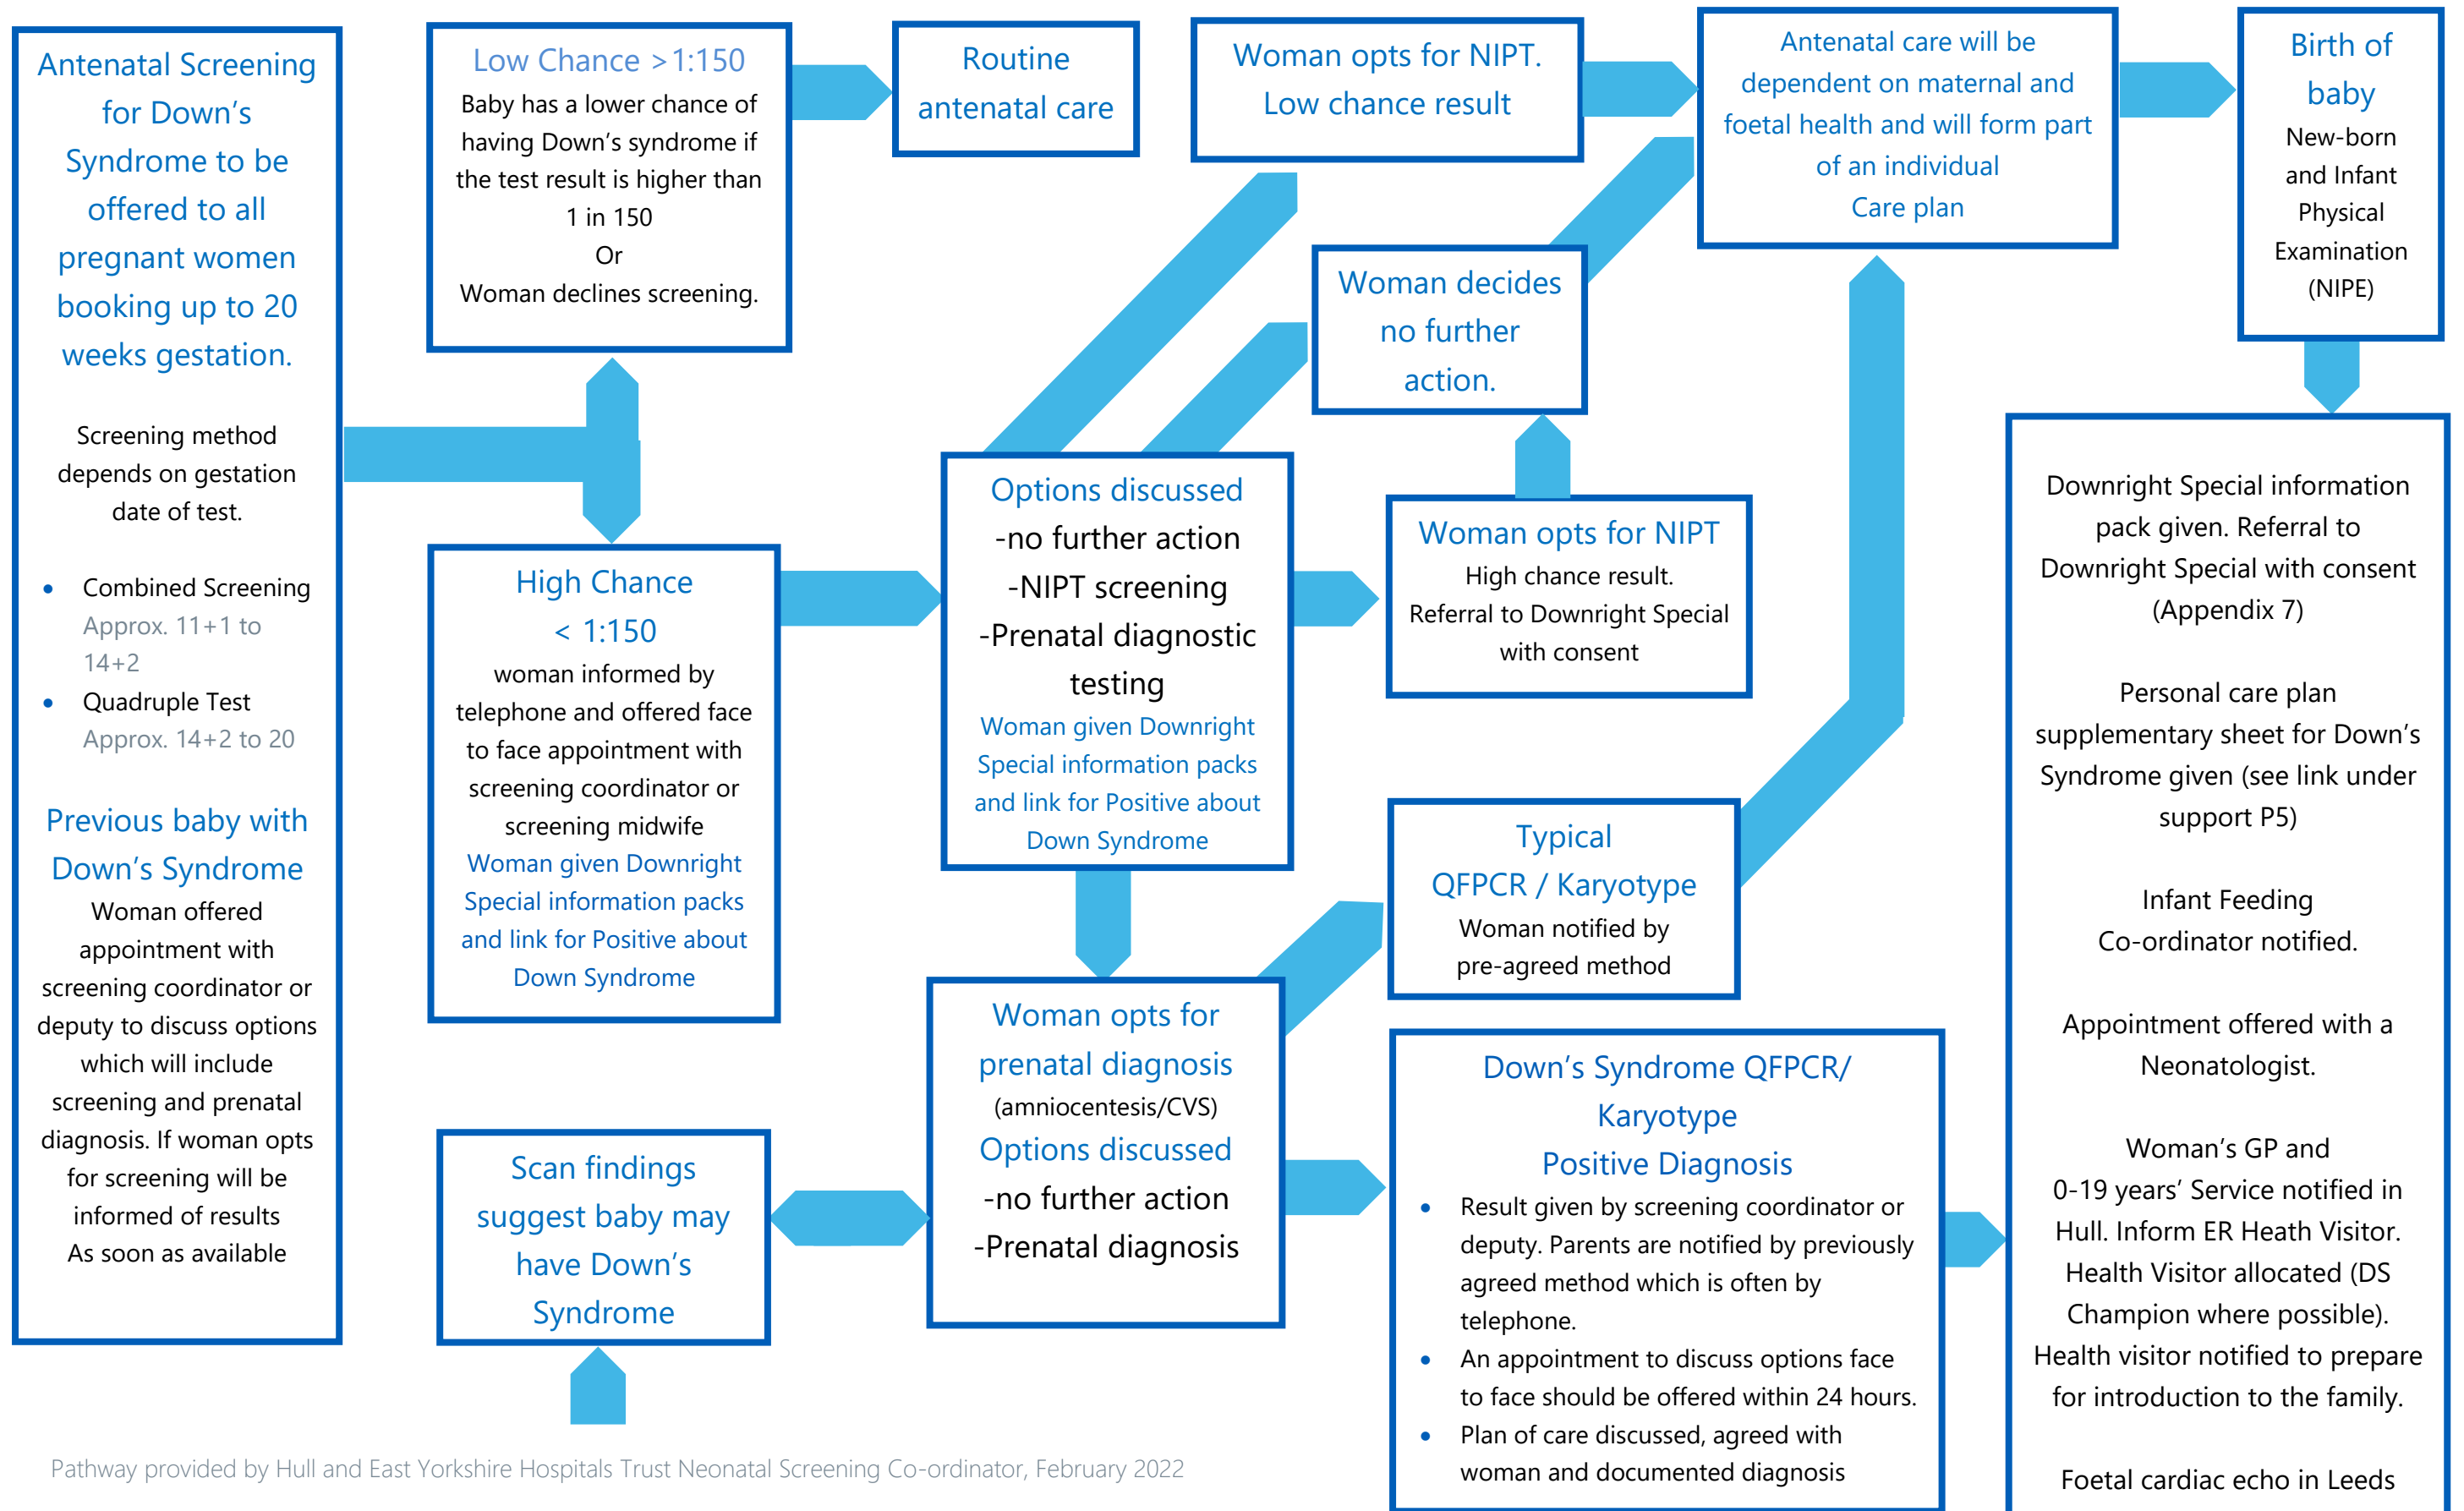 Antenatal Screening
for Down's
Syndrome to be
offered to all
pregnant women
booking up to 20
weeks gestation.
Screening method
depends on gestation
date of test.
• Combined Screening
Approx. 11+1 to
14+2
• Quadruple Test
Approx. 14+2 to 20
Previous baby with
Down's Syndrome
Woman offered
appointment with
screening coordinator or
deputy to discuss options
which will include
screening and prenatal
diagnosis. If woman opts
for screening will be
informed of results
As soon as available
Low Chance >1:150
Baby has a lower chance of
having Down's syndrome if
the test result is higher than
1 in 150
Or
Woman declines screening.
Routine
antenatal care
High Chance
< 1:150
woman informed by
telephone and offered face
to face appointment with
screening coordinator or
screening midwife
Woman given Downright
Special information packs
and link for Positive about
Down Syndrome
Scan findings
suggest baby may
have Down's
Syndrome
Options discussed
-no further action
-NIPT screening
-Prenatal diagnostic
testing
Woman given Downright
Special information packs
and link for Positive about
Down Syndrome
Woman opts for
prenatal diagnosis
(amniocentesis/CVS)
Options discussed
-no further action
-Prenatal diagnosis
Woman opts for NIPT.
Low chance result
Woman decides
no further
action.
Woman opts for NIPT
High chance result.
Referral to Downright Special
with consent
Typical
QFPCR / Karyotype
Woman notified by
pre-agreed method
Down's Syndrome QFPCR/
Karyotype
Positive Diagnosis
• Result given by screening coordinator or
deputy. Parents are notified by previously
agreed method which is often by
telephone.
• An appointment to discuss options face
to face should be offered within 24 hours.
• Plan of care discussed, agreed with
woman and documented diagnosis
Antenatal care will be
dependent on maternal and
foetal health and will form part
of an individual
Care plan
Birth of
baby
New-born
and Infant
Physical
Examination
(NIPE)
Downright Special information
pack given. Referral to
Downright Special with consent
(Appendix 7)
Personal care plan
supplementary sheet for Down's
Syndrome given (see link under
support P5)
Infant Feeding
Co-ordinator notified.
Appointment offered with a
Neonatologist.
Woman's GP and
0-19 years' Service notified in
Hull. Inform ER Heath Visitor.
Health Visitor allocated (DS
Champion where possible).
Health visitor notified to prepare
for introduction to the family.
Foetal cardiac echo in Leeds
Pathway provided by Hull and East Yorkshire Hospitals Trust Neonatal Screening Co-ordinator, February 2022